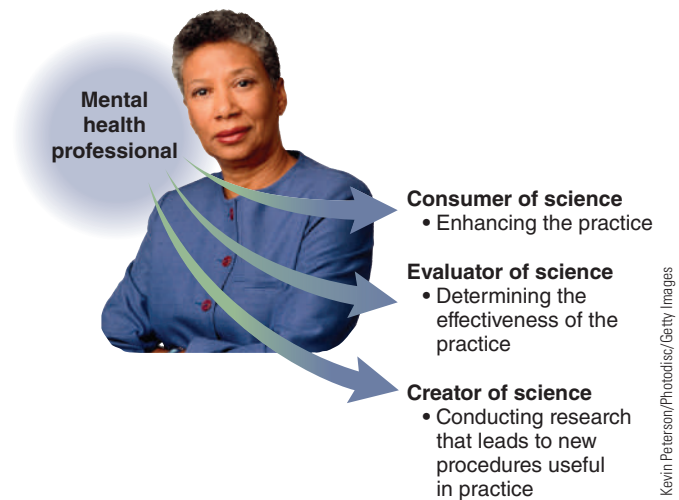 Mental
health
professional
Consumer of science
• Enhancing the practice
Evaluator of science
• Determining the
effectiveness of the
practice
Creator of science
• Conducting research
that leads to new
procedures useful
in practice
Kevin Peterson/Photodisc/Getty Images